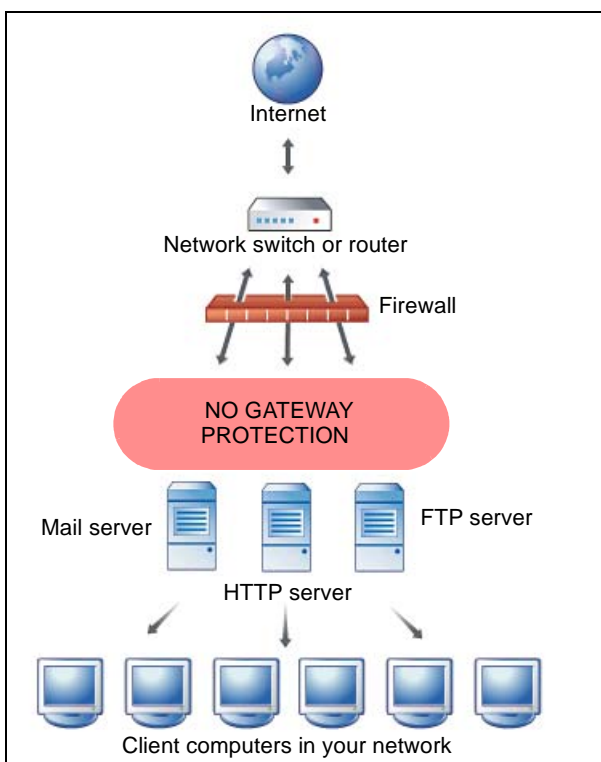 Internet
Network switch or router
Firewall
NO GATEWAY
PROTECTION
Mail server
FTP server
HTTP server
Client computers in your network